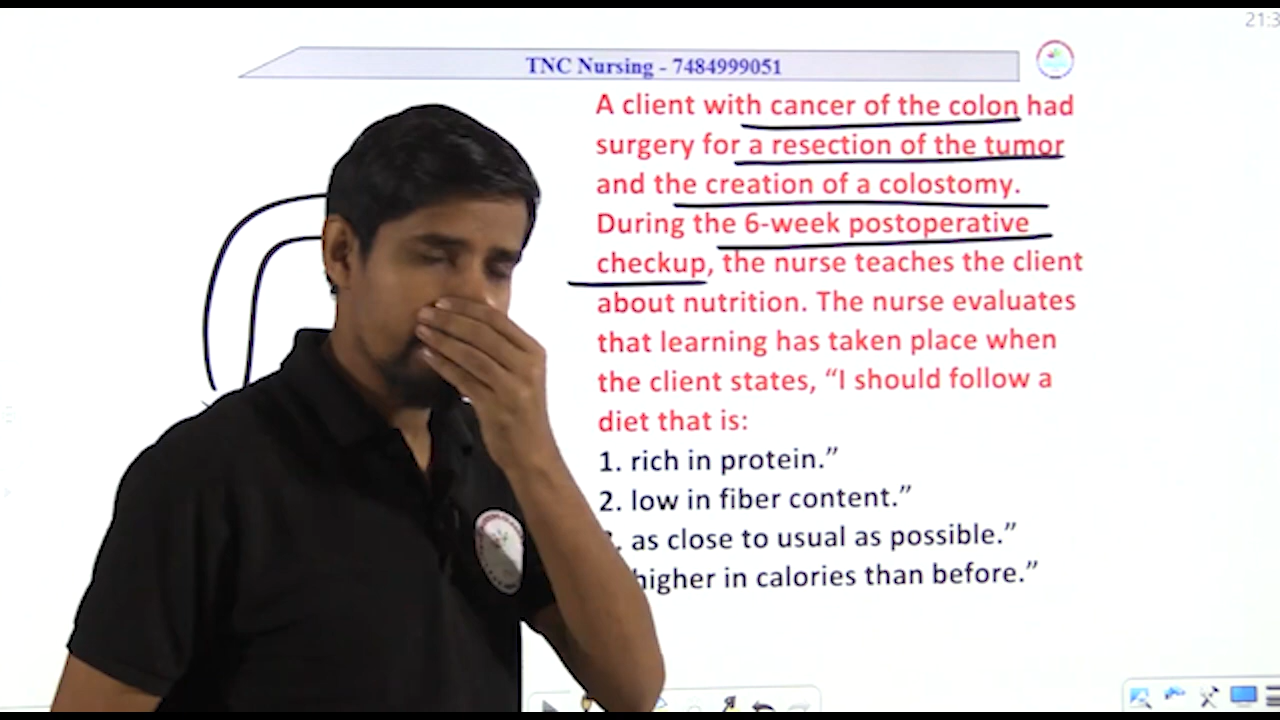 21:3
TNC Nursing - 7484999051
A client with cancer of the colon had
surgery for a resection of the tumor
and the creation of a colostomy.
During the 6-week postoperative
checkup, the nurse teaches the client
about nutrition. The nurse evaluates
that learning has taken place when
the client states, “I should follow a
diet that is:
1. rich in protein.”
2. low in fiber content.”
. as close to usual as possible.”
higher in calories than before.”